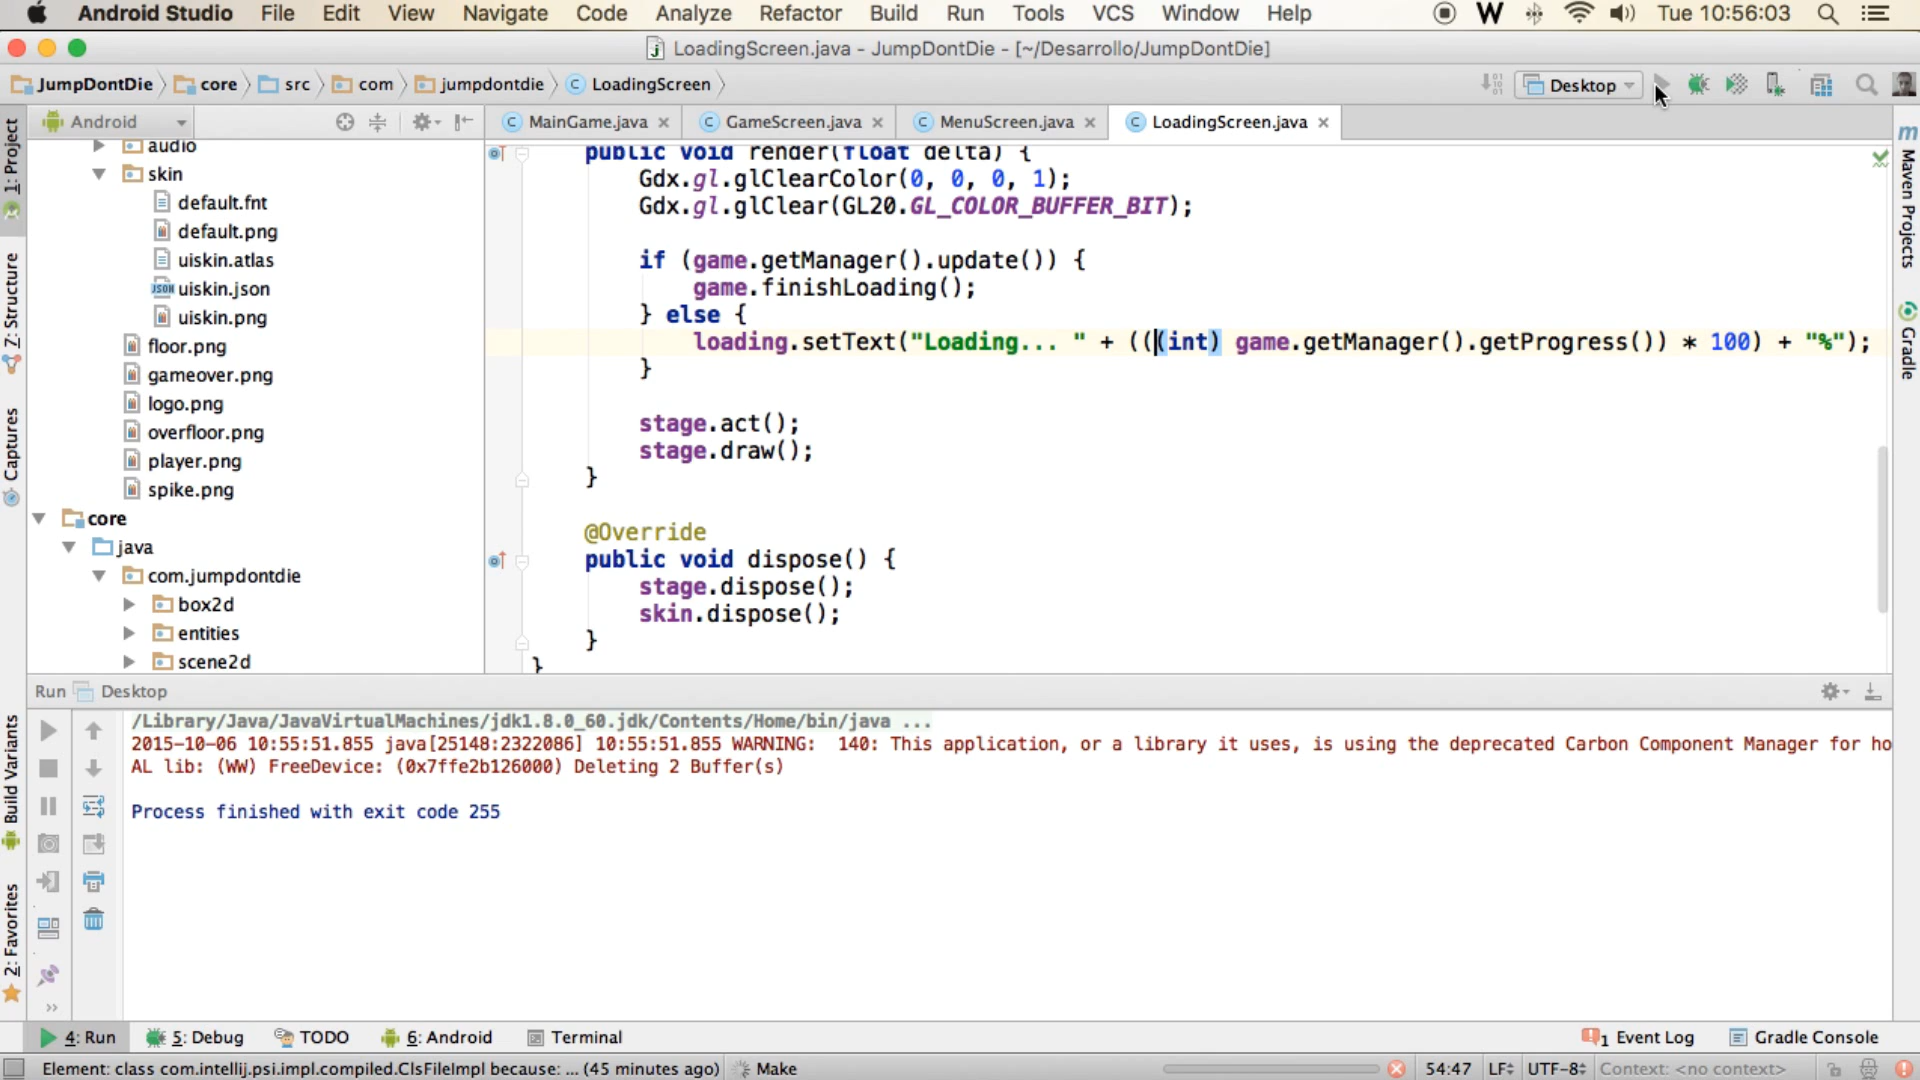 Android Studio File Edit View Navigate Code Analyze Refactor Build Run Tools VCS Window Help W Tue 10:56:03
LoadingScreen.java - JumpDontDie - [~/Desarrollo/JumpDontDie]
JumpDontDie core src com jumpdontdie LoadingScreen Desktop
1: Project
Z: Structure
Captures
Build Variants
2: Favorites
Android
audio
skin
default.fnt
default.png
uiskin.atlas
JSON uiskin.json
uiskin.png
floor.png
gameover.png
logo.png
overfloor.png
player.png
spike.png
core
java
com.jumpdontdie
box2d
entities
scene2d
MainGame.java GameScreen.java MenuScreen.java LoadingScreen.java
public void render(float delta) {
Gdx.gl.glClearColor(0, 0, 0, 1);
Gdx.gl.glClear(GL20.GL_COLOR_BUFFER_BIT);
if (game.getManager().update()) {
game.finishLoading();
} else {
loading.setText("Loading... " + (((int) game.getManager().getProgress()) * 100) + "%");
}
stage.act();
stage.draw();
}
@Override
public void dispose() {
stage.dispose();
skin.dispose();
}
}
Maven Projects
Gradle
Run Desktop
/Library/Java/JavaVirtualMachines/jdk1.8.0_60.jdk/Contents/Home/bin/java ...
2015-10-06 10:55:51.855 java[25148:2322086] 10:55:51.855 WARNING:  140: This application, or a library it uses, is using the deprecated Carbon Component Manager for ho
AL lib: (WW) FreeDevice: (0x7ffe2b126000) Deleting 2 Buffer(s)
Process finished with exit code 255
4: Run 5: Debug TODO 6: Android Terminal 1 Event Log Gradle Console
Element: class com.intellij.psi.impl.compiled.ClsFileImpl because: ... (45 minutes ago) Make 54:47 LF UTF-8 Context: <no context>